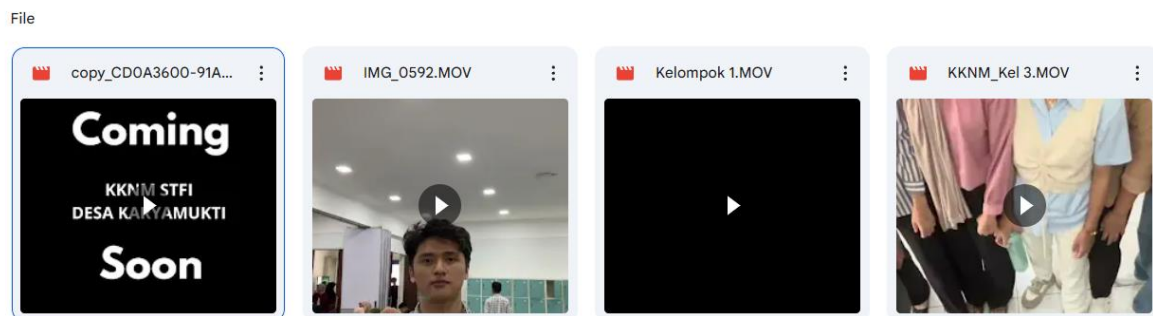 File
copy_CD0A3600-91A...
IMG_0592.MOV
Kelompok 1.MOV
KKNM_Kel 3.MOV
Coming
KKNM STFI
DESA KARYAMUKTI
Soon